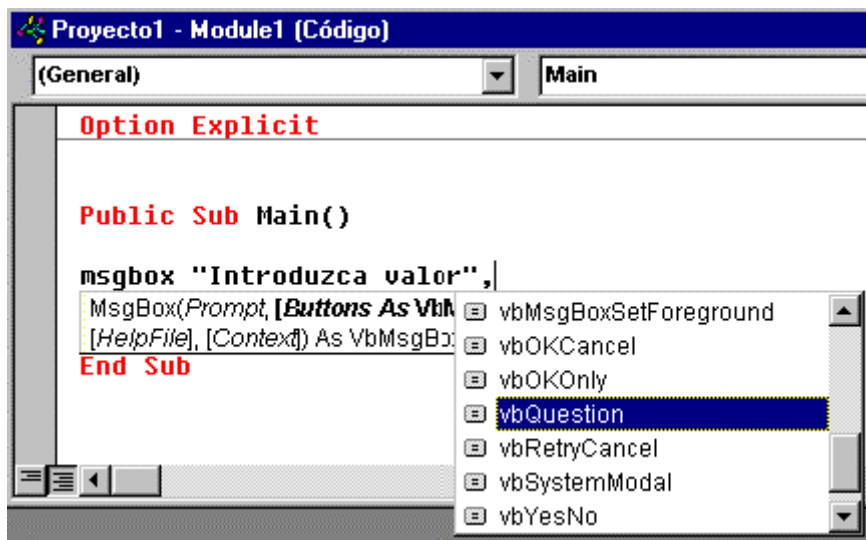 Proyecto1 - Module1 (Código)
(General)
Main
Option Explicit
Public Sub Main()
msgbox "Introduzca valor",
MsgBox(Prompt, [Buttons As
[HelpFile], [Context]) As
End Sub
vbMsgBoxSetForeground
vbOKCancel
vbOKOnly
vbQuestion
vbRetryCancel
vbSystemModal
vbYesNo